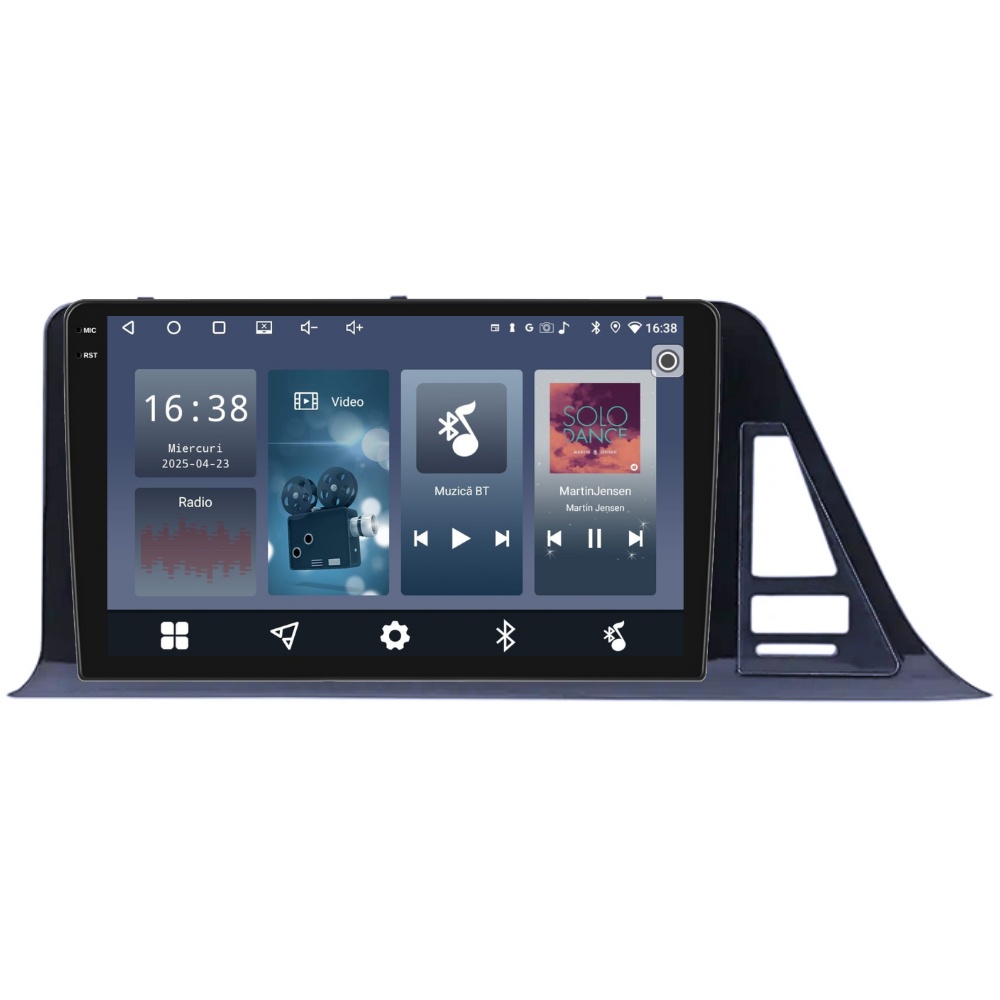 MIC
RST
G
16:38
16:38
Miercuri
2025-04-23
Radio
Video
Muzică BT
SOLO
DANCE
MartinJensen
Martin Jensen